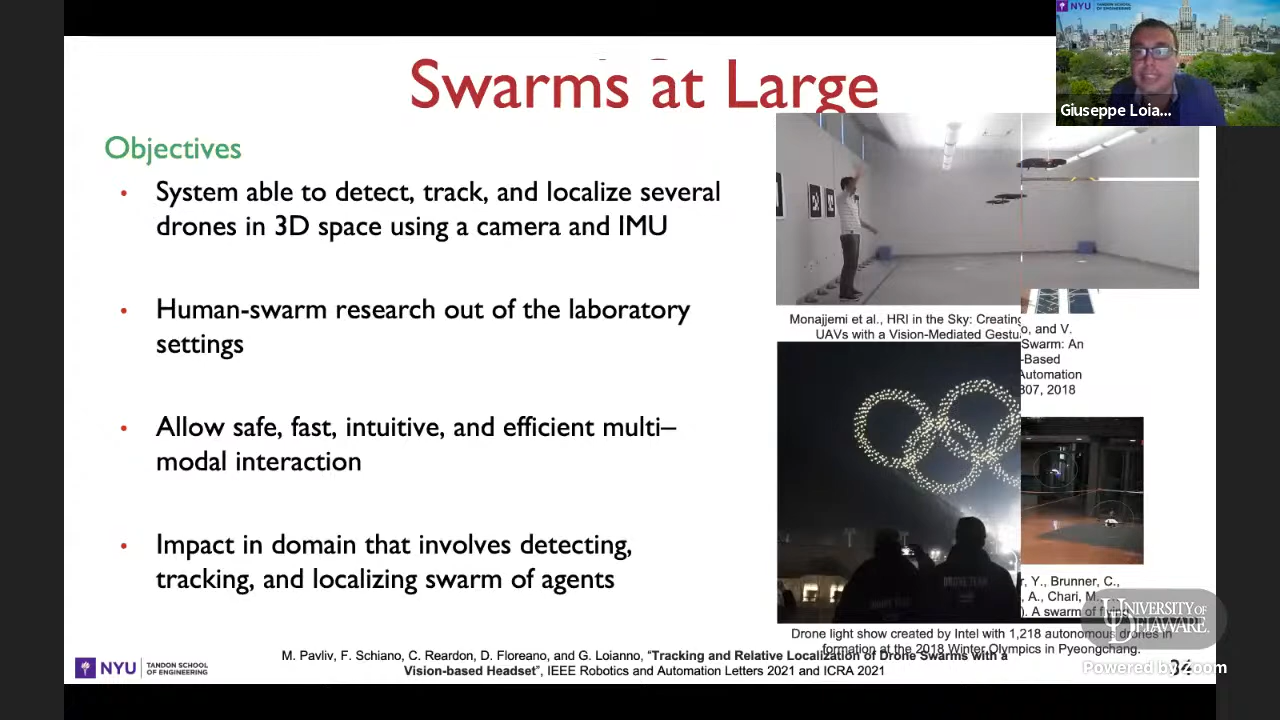 Swarms at Large
NYU TANDON SCHOOL
OF ENGINEERING
Giuseppe Loia...
Objectives
• System able to detect, track, and localize several
drones in 3D space using a camera and IMU
• Human-swarm research out of the laboratory
settings
• Allow safe, fast, intuitive, and efficient multi–
modal interaction
• Impact in domain that involves detecting,
tracking, and localizing swarm of agents
Monajjemi et al., HRI in the Sky: Creating
UAVs with a Vision-Mediated Gestu
o, and V.
Swarm: An
-Based
Automation
307, 2018
DRONE TEAM
r, Y., Brunner, C.,
, A., Chari, M.
). A swarm of flying
UNIVERSITY OF
DELAWARE.
Drone light show created by Intel with 1,218 autonomous drones in
formation at the 2018 Winter Olympics in Pyeongchang.
M. Pavliv, F. Schiano, C. Reardon, D. Floreano, and G. Loianno, “Tracking and Relative Localization of Drone Swarms with a
Vision-based Headset”, IEEE Robotics and Automation Letters 2021 and ICRA 2021
NYU TANDON SCHOOL
OF ENGINEERING
Powered by Zoom
34